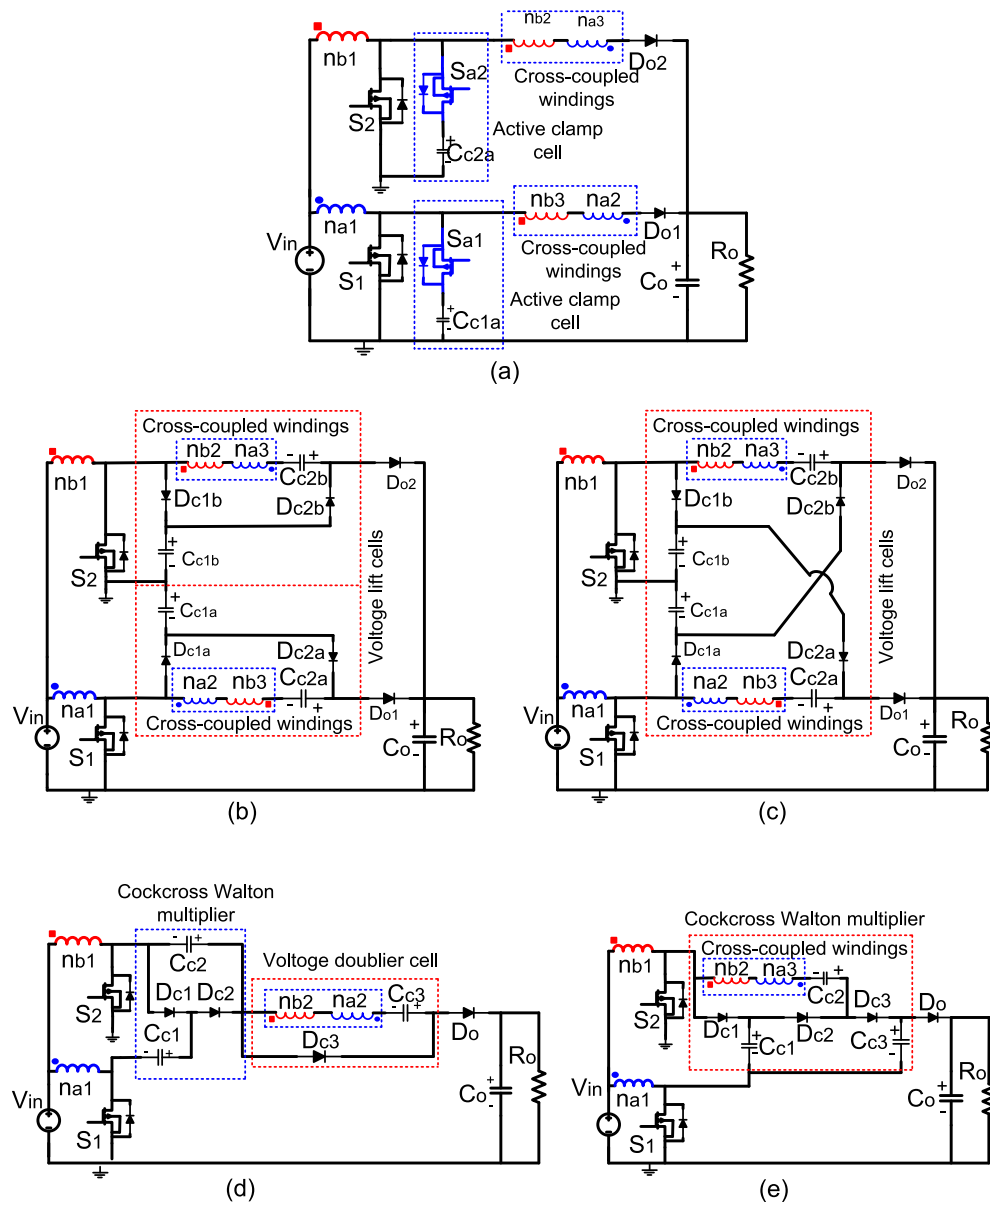 nb2 na3
nb1
Do2
Cross-coupled
windings
Sa2
S2
Active clamp
cell
+
-
Cc2a
nb3 na2
na1
Do1
Vin
Sa1
Cross-coupled
windings
S1
Active clamp
cell
+
-
Cc1a
+
Co
-
Ro
(a)
Cross-coupled windings
nb2 na3
- +
nb1
Cc2b
Do2
Dc1b
Dc2b
+
-
Cc1b
S2
Voltoge lift cells
+
-
Cc1a
Dc1a
Dc2a
na2 nb3
Cc2a
- +
na1
Do1
Cross-coupled windings
Vin
S1
+
Co
-
Ro
(b)
Cross-coupled windings
nb2 na3
- +
nb1
Cc2b
Do2
Dc1b
Dc2b
+
-
Cc1b
S2
Voltoge lift cells
+
-
Cc1a
Dc1a
Dc2a
na2 nb3
Cc2a
- +
na1
Do1
Cross-coupled windings
Vin
S1
+
Co
-
Ro
(c)
Cockcross Walton
multiplier
- +
nb1
Cc2
Voltoge doublier cell
S2
Dc1 Dc2
nb2 na2
Cc3
- +
Cc1
- +
Do
Dc3
na1
Vin
Ro
+
Co
-
S1
(d)
Cockcross Walton multiplier
Cross-coupled windings
nb1
nb2 na3
- +
Cc2
Dc3
Do
S2
Dc1
Dc2
+
-
Cc1
Cc3
+
-
na1
Vin
Ro
+
Co
-
S1
(e)